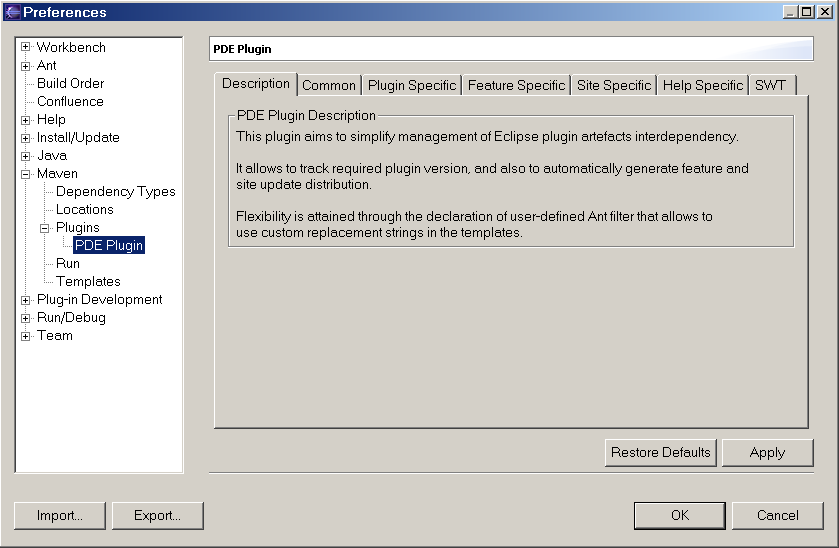 Preferences
Workbench
Ant
Build Order
Confluence
Help
Install/Update
Java
Maven
Dependency Types
Locations
Plugins
PDE Plugin
Run
Templates
Plug-in Development
Run/Debug
Team
PDE Plugin
Description Common Plugin Specific Feature Specific Site Specific Help Specific SWT
PDE Plugin Description
This plugin aims to simplify management of Eclipse plugin artefacts interdependency.
It allows to track required plugin version, and also to automatically generate feature and
site update distribution.
Flexibility is attained through the declaration of user-defined Ant filter that allows to
use custom replacement strings in the templates.
Restore Defaults Apply
Import... Export... OK Cancel